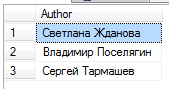 Author
1 Светлана Жданова
2 Владимир Поселягин
3 Сергей Тармашев